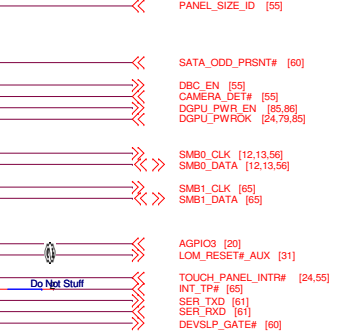 PANEL_SIZE_ID [55]
SATA_ODD_PRSNT# [60]
DBC_EN [55]
CAMERA_DET# [55]
DGPU_PWR_EN [85,86]
DGPU_PWROK [24,79,85]
SMB0_CLK [12,13,56]
SMB0_DATA [12,13,56]
SMB1_CLK [65]
SMB1_DATA [65]
AGPIO3 [20]
LOM_RESET#_AUX [31]
TOUCH_PANEL_INTR# [24,55]
Do Not Stuff
INT_TP# [65]
SER_TXD [61]
SER_RXD [61]
DEVSLP_GATE# [60]